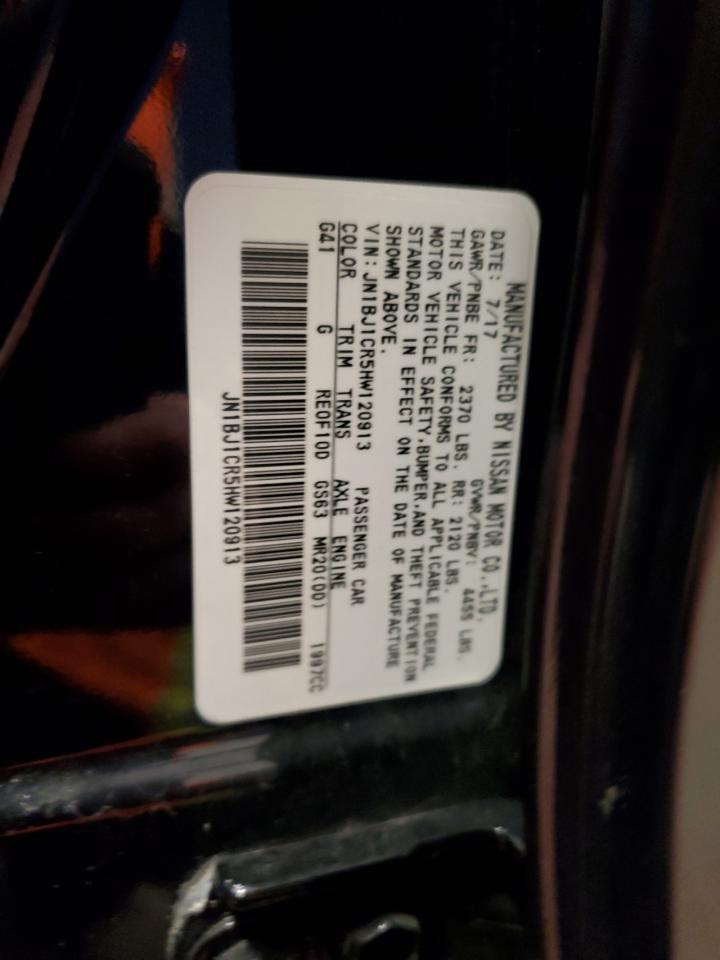 MANUFACTURED BY NISSAN MOTOR CO.,LTD.
DATE: 7/17 GVWR/PNBV: 4455 LBS.
GAWR/PNBE FR: 2370 LBS. RR: 2120 LBS.
THIS VEHICLE CONFORMS TO ALL APPLICABLE FEDERAL
MOTOR VEHICLE SAFETY,BUMPER,AND THEFT PREVENTION
STANDARDS IN EFFECT ON THE DATE OF MANUFACTURE
SHOWN ABOVE.
VIN: JN1BJ1CR5HW120913 PASSENGER CAR
COLOR TRIM TRANS AXLE ENGINE
G41 G RE0F10D GS63 MR20(DD) 1997CC
JN1BJ1CR5HW120913